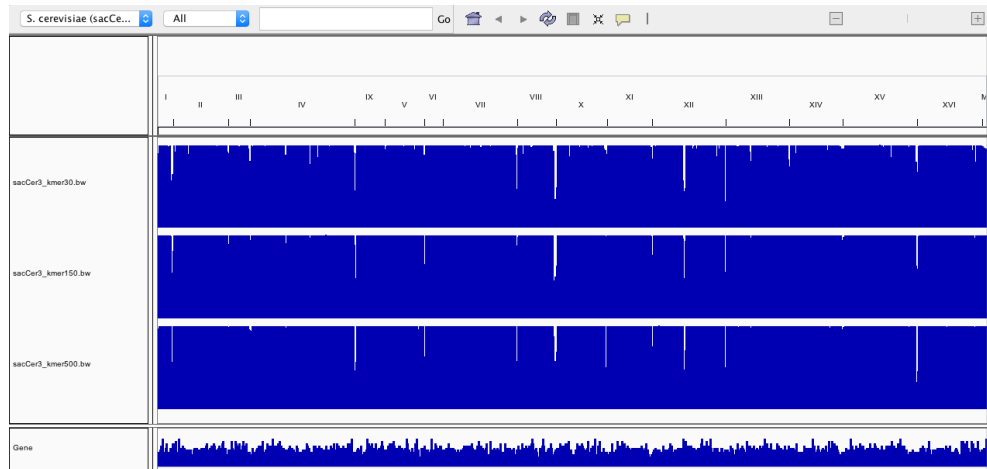 S. cerevisiae (sacCe...
All
Go
I II III IV IX V VI VII VIII X XI XII XIII XIV XV XVI M
sacCer3_kmer30.bw
sacCer3_kmer150.bw
sacCer3_kmer500.bw
Gene